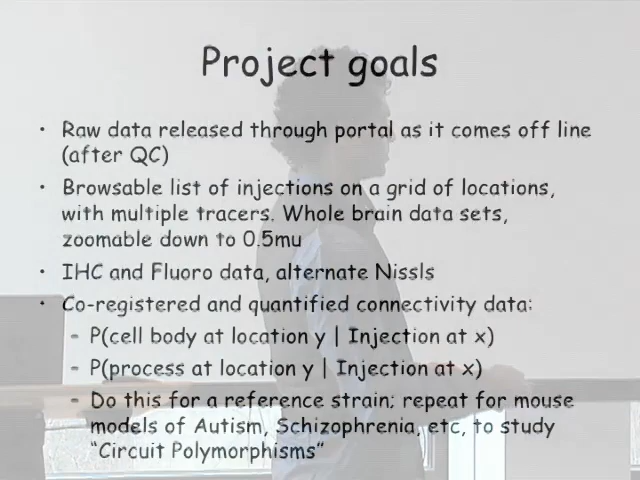 Project goals
• Raw data released through portal as it comes off line
(after QC)
• Browsable list of injections on a grid of locations,
with multiple tracers. Whole brain data sets,
zoomable down to 0.5mu
• IHC and Fluoro data, alternate Nissls
• Co-registered and quantified connectivity data:
- P(cell body at location y | Injection at x)
- P(process at location y | Injection at x)
- Do this for a reference strain; repeat for mouse
models of Autism, Schizophrenia, etc, to study
“Circuit Polymorphisms”